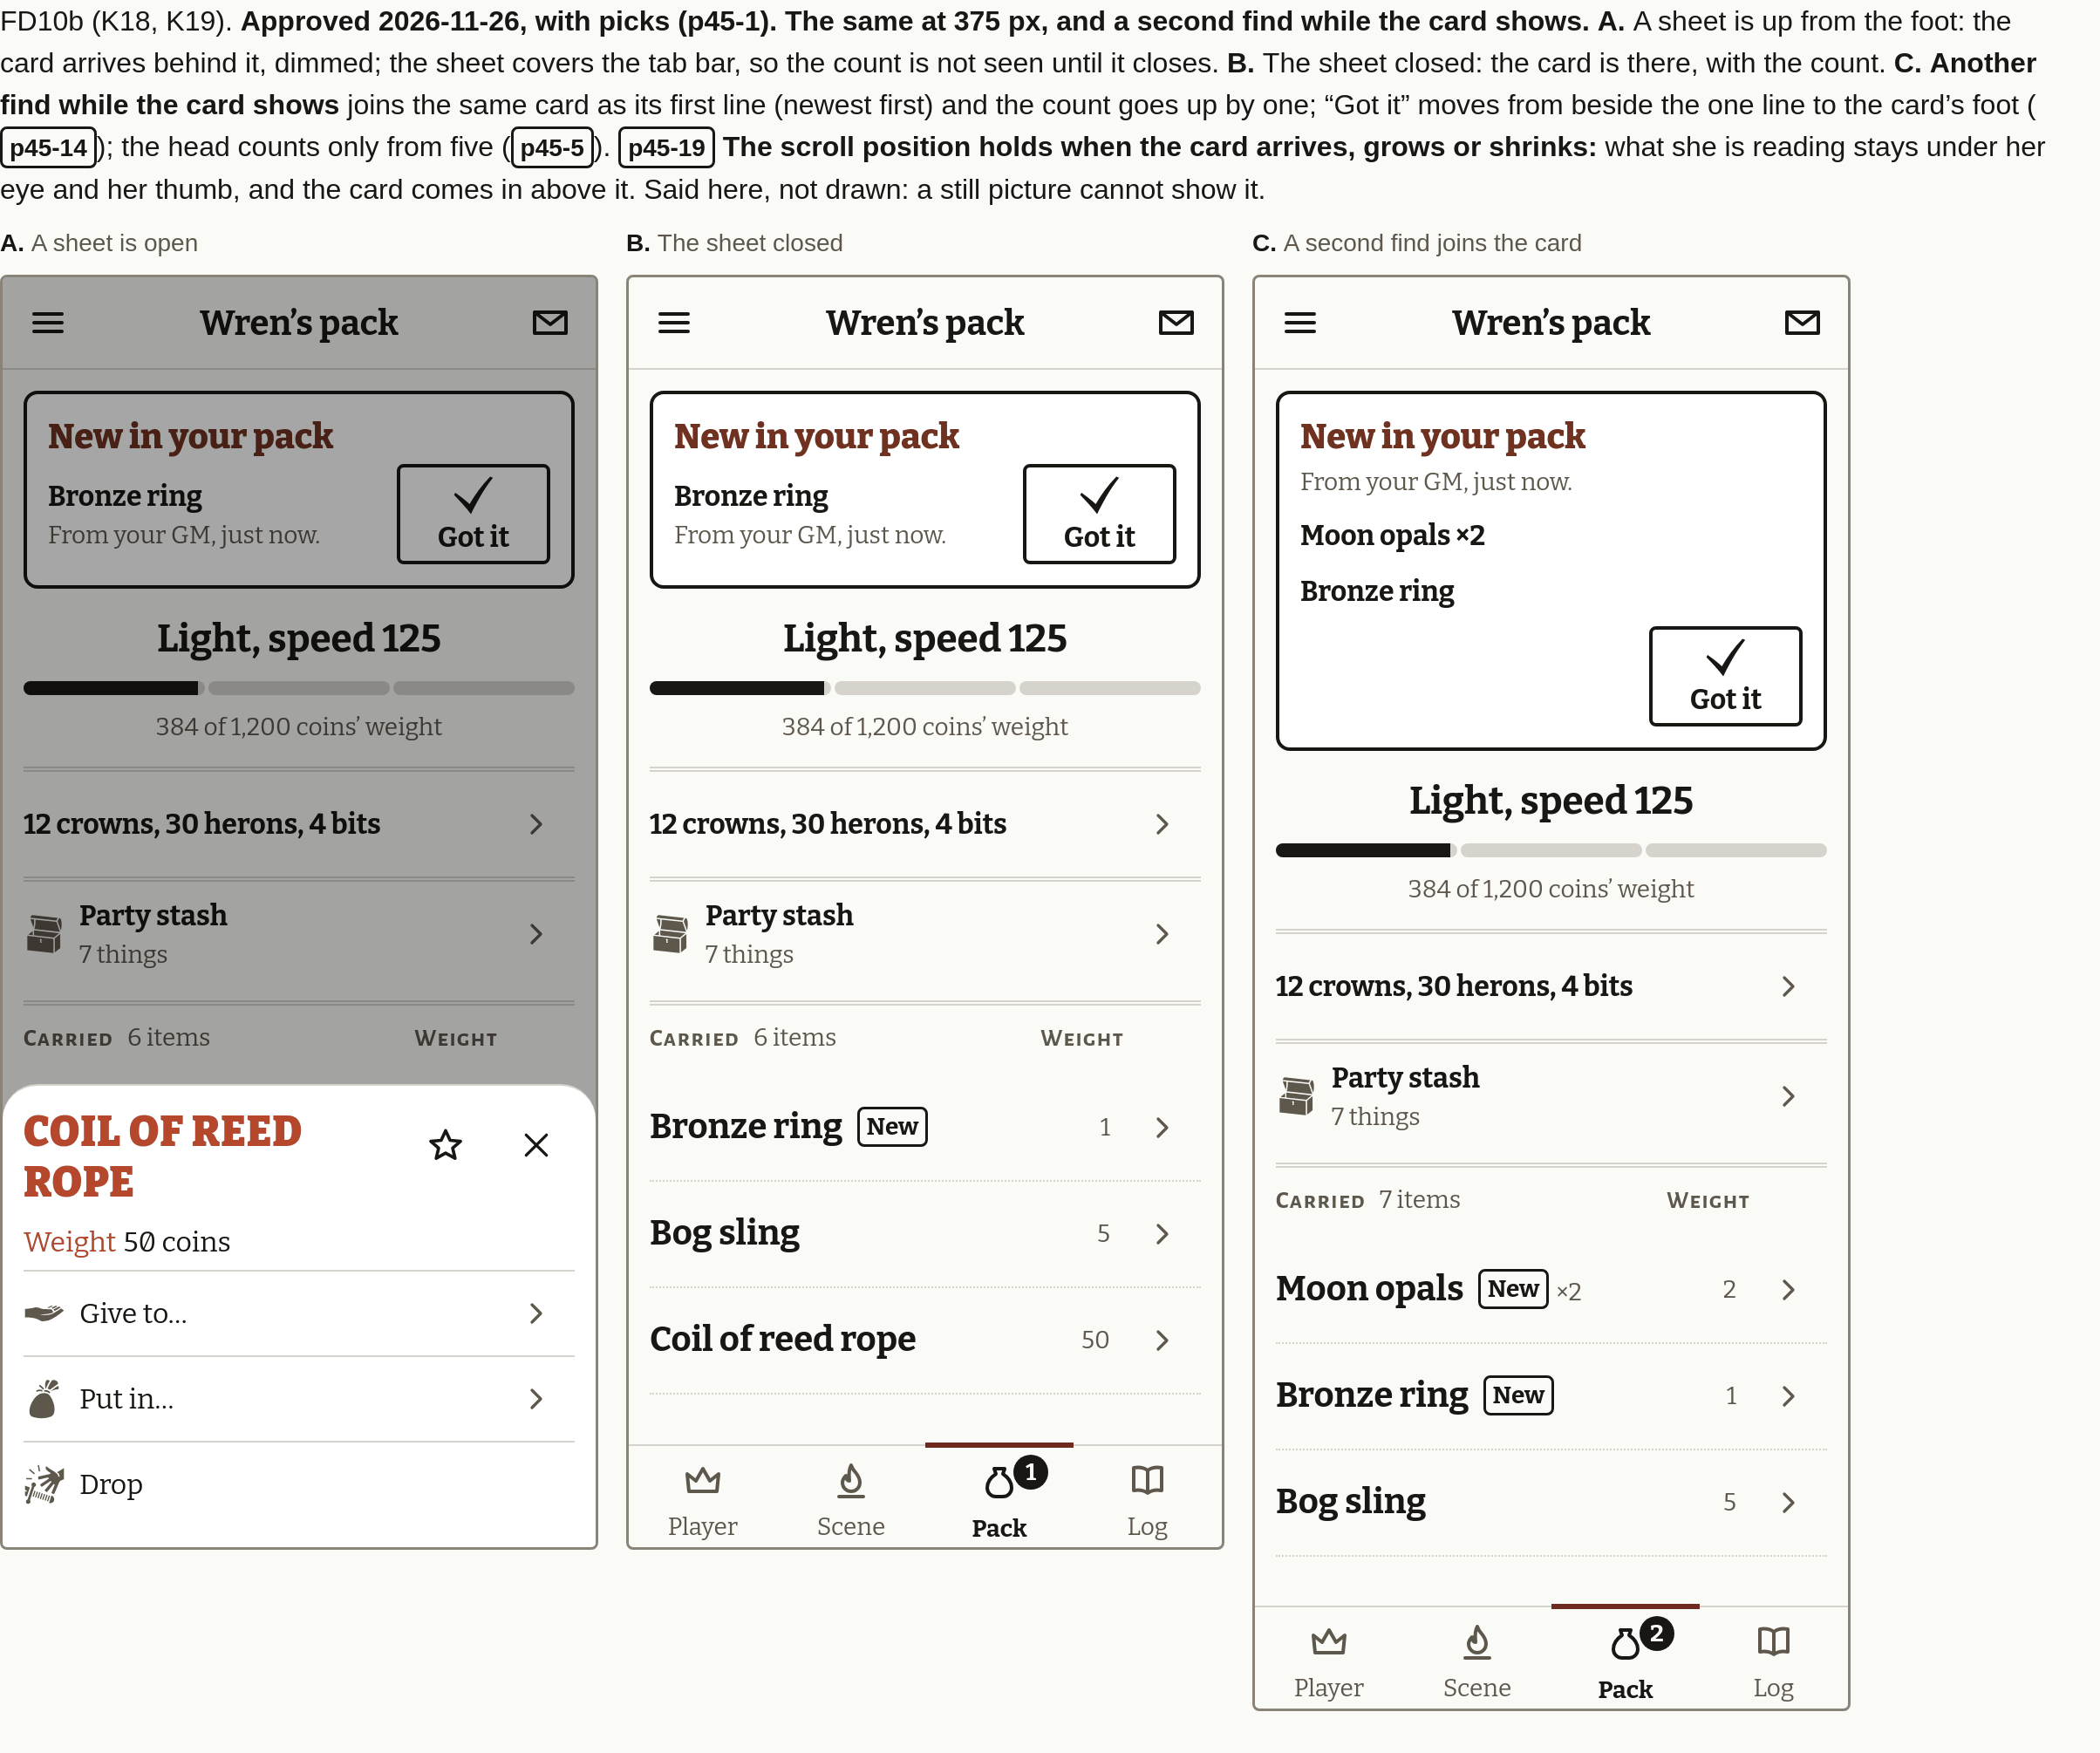 FD10b (K18, K19). Approved 2026-11-26, with picks (p45-1). The same at 375 px, and a second find while the card shows. A. A sheet is up from the foot: the
card arrives behind it, dimmed; the sheet covers the tab bar, so the count is not seen until it closes. B. The sheet closed: the card is there, with the count. C. Another
find while the card shows joins the same card as its first line (newest first) and the count goes up by one; “Got it” moves from beside the one line to the card’s foot (
p45-14); the head counts only from five (p45-5). p45-19 The scroll position holds when the card arrives, grows or shrinks: what she is reading stays under her
eye and her thumb, and the card comes in above it. Said here, not drawn: a still picture cannot show it.
A. A sheet is open
Wren’s pack
New in your pack
Bronze ring
From your GM, just now.
Got it
Light, speed 125
384 of 1,200 coins’ weight
12 crowns, 30 herons, 4 bits
Party stash
7 things
Carried 6 items Weight
COIL OF REED
ROPE
Weight 50 coins
Give to…
Put in…
Drop
B. The sheet closed
Wren’s pack
New in your pack
Bronze ring
From your GM, just now.
Got it
Light, speed 125
384 of 1,200 coins’ weight
12 crowns, 30 herons, 4 bits
Party stash
7 things
Carried 6 items Weight
Bronze ring New 1
Bog sling 5
Coil of reed rope 50
1
Player Scene Pack Log
C. A second find joins the card
Wren’s pack
New in your pack
From your GM, just now.
Moon opals ×2
Bronze ring
Got it
Light, speed 125
384 of 1,200 coins’ weight
12 crowns, 30 herons, 4 bits
Party stash
7 things
Carried 7 items Weight
Moon opals New ×2 2
Bronze ring New 1
Bog sling 5
2
Player Scene Pack Log